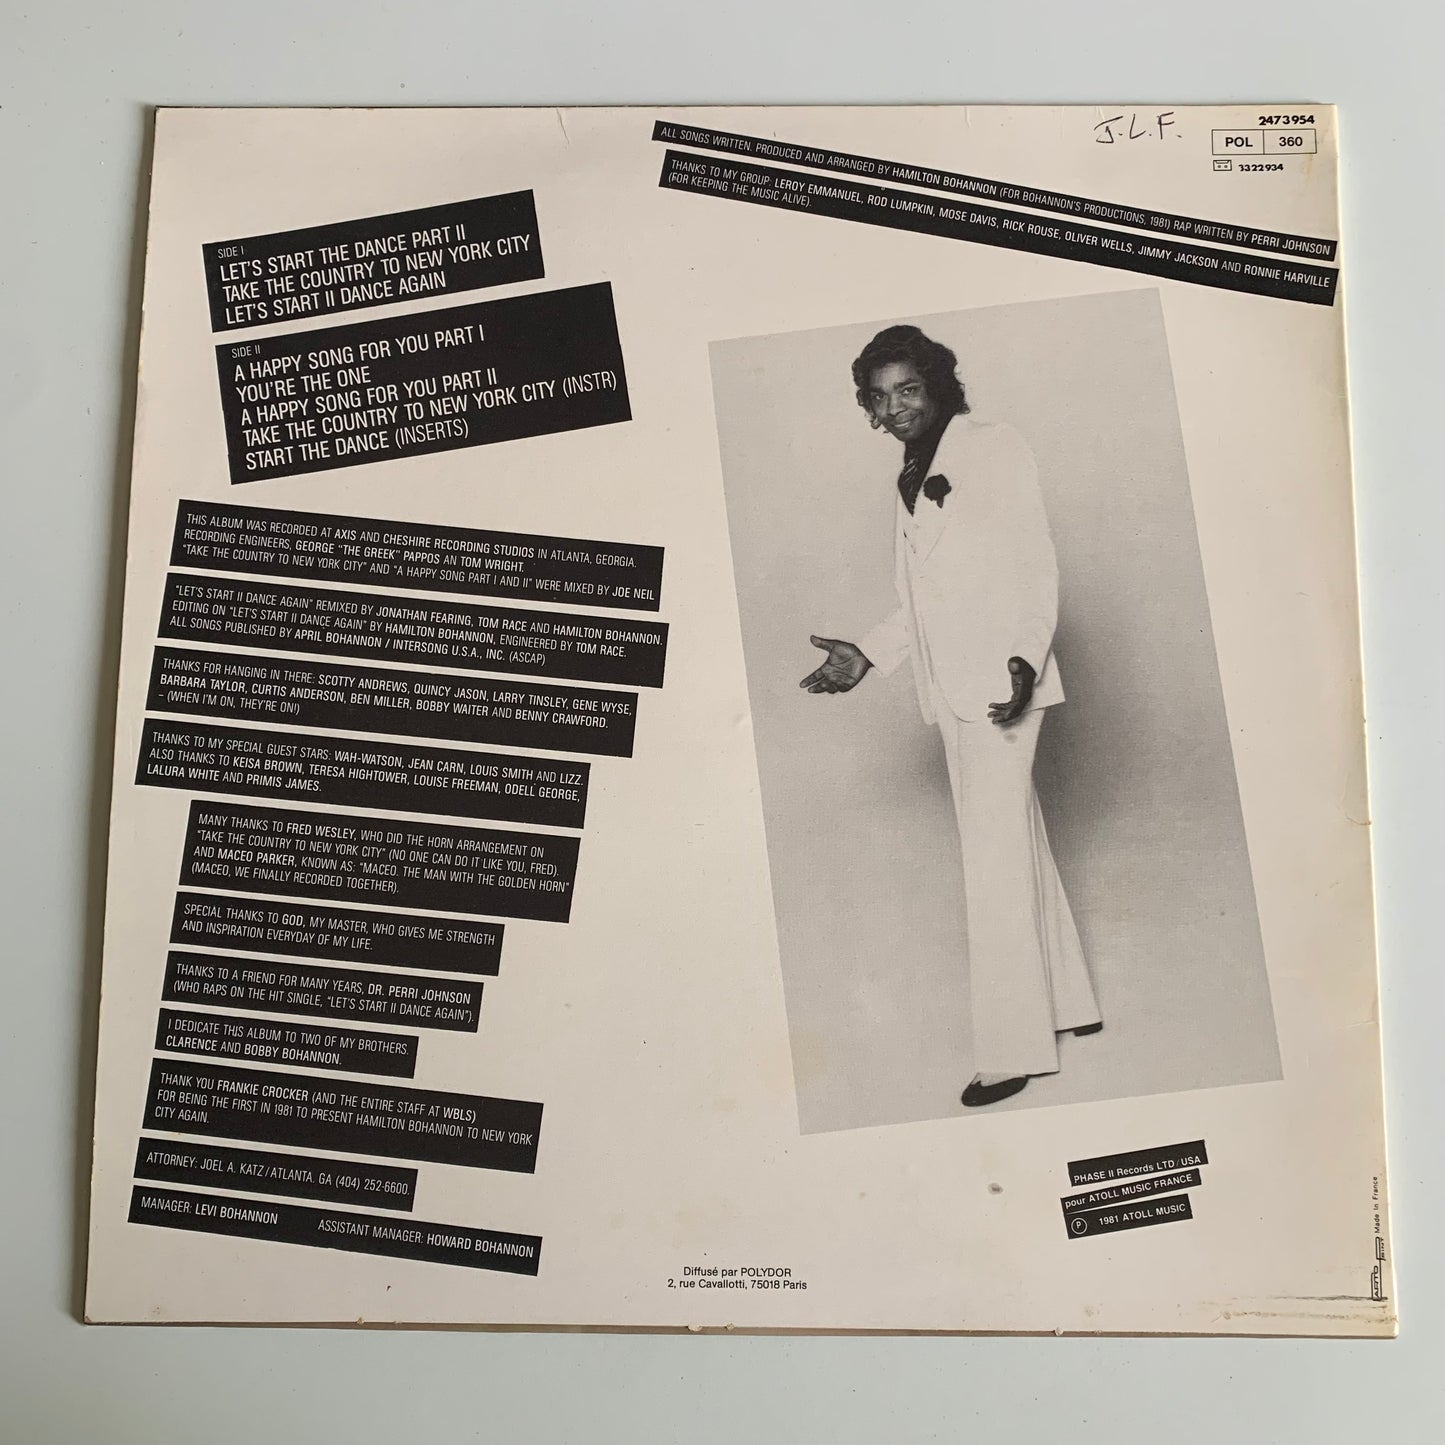 J.L.F.
2473954
POL 360
3322934
ALL SONGS WRITTEN. PRODUCED AND ARRANGED BY HAMILTON BOHANNON (FOR BOHANNON'S PRODUCTIONS, 1981) RAP WRITTEN BY PERRI JOHNSON
THANKS TO MY GROUP: LEROY EMMANUEL, ROD LUMPKIN, MOSE DAVIS, RICK ROUSE, OLIVER WELLS, JIMMY JACKSON AND RONNIE HARVILLE
(FOR KEEPING THE MUSIC ALIVE).
SIDE I
LET'S START THE DANCE PART II
TAKE THE COUNTRY TO NEW YORK CITY
LET'S START II DANCE AGAIN
SIDE II
A HAPPY SONG FOR YOU PART I
YOU'RE THE ONE
A HAPPY SONG FOR YOU PART II
TAKE THE COUNTRY TO NEW YORK CITY (INSTR)
START THE DANCE (INSERTS)
THIS ALBUM WAS RECORDED AT AXIS AND CHESHIRE RECORDING STUDIOS IN ATLANTA, GEORGIA.
RECORDING ENGINEERS, GEORGE "THE GREEK" PAPPOS AN TOM WRIGHT.
"TAKE THE COUNTRY TO NEW YORK CITY" AND "A HAPPY SONG PART I AND II" WERE MIXED BY JOE NEIL
"LET'S START II DANCE AGAIN" REMIXED BY JONATHAN FEARING, TOM RACE AND HAMILTON BOHANNON.
EDITING ON "LET'S START II DANCE AGAIN" BY HAMILTON BOHANNON, ENGINEERED BY TOM RACE.
ALL SONGS PUBLISHED BY APRIL BOHANNON / INTERSONG U.S.A., INC. (ASCAP)
THANKS FOR HANGING IN THERE: SCOTTY ANDREWS, QUINCY JASON, LARRY TINSLEY, GENE WYSE,
BARBARA TAYLOR, CURTIS ANDERSON, BEN MILLER, BOBBY WAITER AND BENNY CRAWFORD.
– (WHEN I'M ON, THEY'RE ON!)
THANKS TO MY SPECIAL GUEST STARS: WAH-WATSON, JEAN CARN, LOUIS SMITH AND LIZZ.
ALSO THANKS TO KEISA BROWN, TERESA HIGHTOWER, LOUISE FREEMAN, ODELL GEORGE,
LALURA WHITE AND PRIMIS JAMES.
MANY THANKS TO FRED WESLEY, WHO DID THE HORN ARRANGEMENT ON
"TAKE THE COUNTRY TO NEW YORK CITY" (NO ONE CAN DO IT LIKE YOU, FRED).
AND MACEO PARKER, KNOWN AS: "MACEO. THE MAN WITH THE GOLDEN HORN"
(MACEO, WE FINALLY RECORDED TOGETHER).
SPECIAL THANKS TO GOD, MY MASTER, WHO GIVES ME STRENGTH
AND INSPIRATION EVERYDAY OF MY LIFE.
THANKS TO A FRIEND FOR MANY YEARS, DR. PERRI JOHNSON
(WHO RAPS ON THE HIT SINGLE, "LET'S START II DANCE AGAIN").
I DEDICATE THIS ALBUM TO TWO OF MY BROTHERS.
CLARENCE AND BOBBY BOHANNON.
THANK YOU FRANKIE CROCKER (AND THE ENTIRE STAFF AT WBLS)
FOR BEING THE FIRST IN 1981 TO PRESENT HAMILTON BOHANNON TO NEW YORK
CITY AGAIN.
ATTORNEY: JOEL A. KATZ/ATLANTA. GA (404) 252-6600.
MANAGER: LEVI BOHANNON ASSISTANT MANAGER: HOWARD BOHANNON
PHASE II Records LTD/USA
pour ATOLL MUSIC FRANCE
Ⓟ 1981 ATOLL MUSIC
Diffusé par POLYDOR
2, rue Cavallotti, 75018 Paris
Made in France